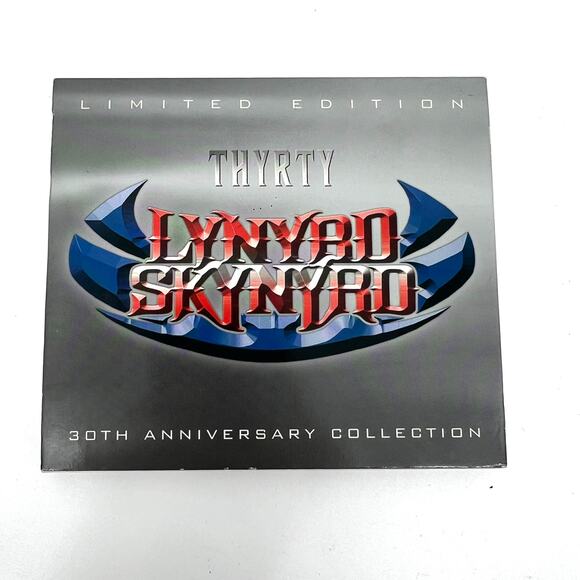 LIMITED EDITION
THYRTY
LYNYRD
SKYNYRD
30TH ANNIVERSARY COLLECTION